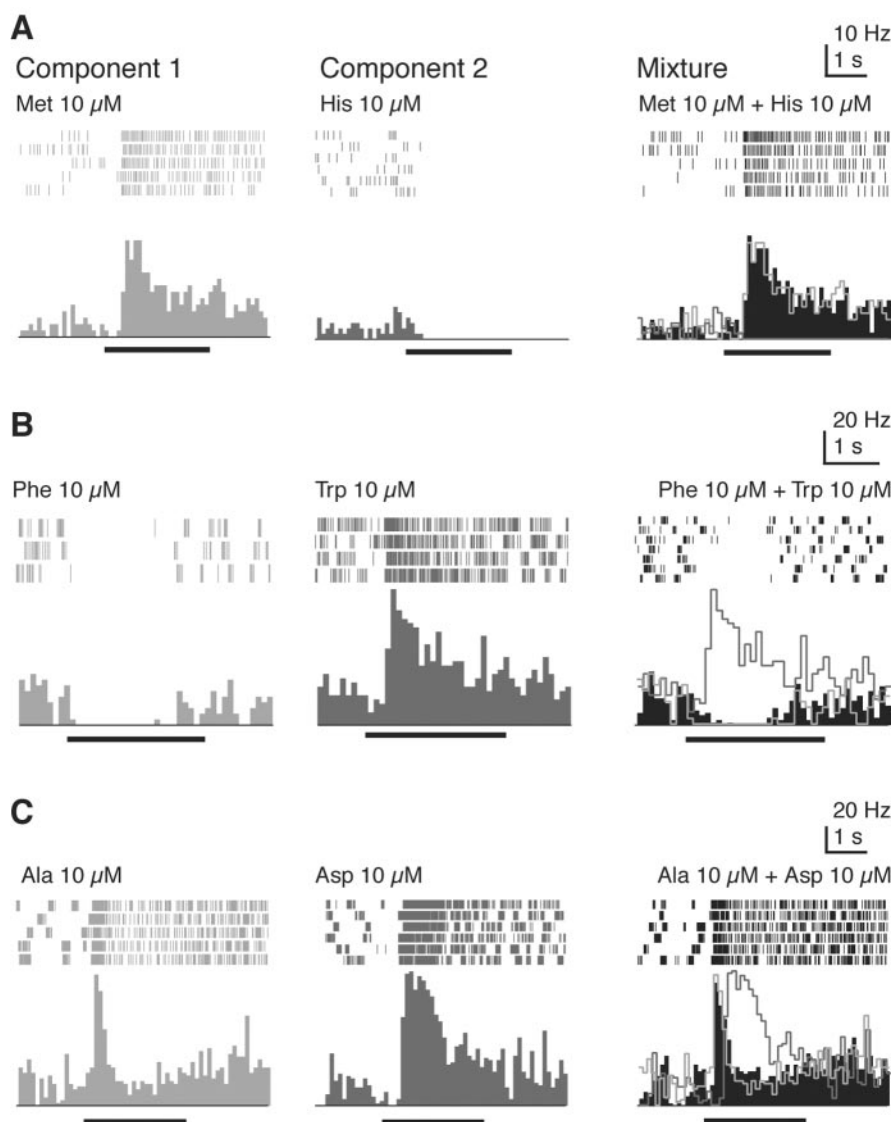 A
10 Hz
1 s
Component 1
Component 2
Mixture
Met 10 μM
His 10 μM
Met 10 μM + His 10 μM
B
20 Hz
1 s
Phe 10 μM
Trp 10 μM
Phe 10 μM + Trp 10 μM
C
20 Hz
1 s
Ala 10 μM
Asp 10 μM
Ala 10 μM + Asp 10 μM